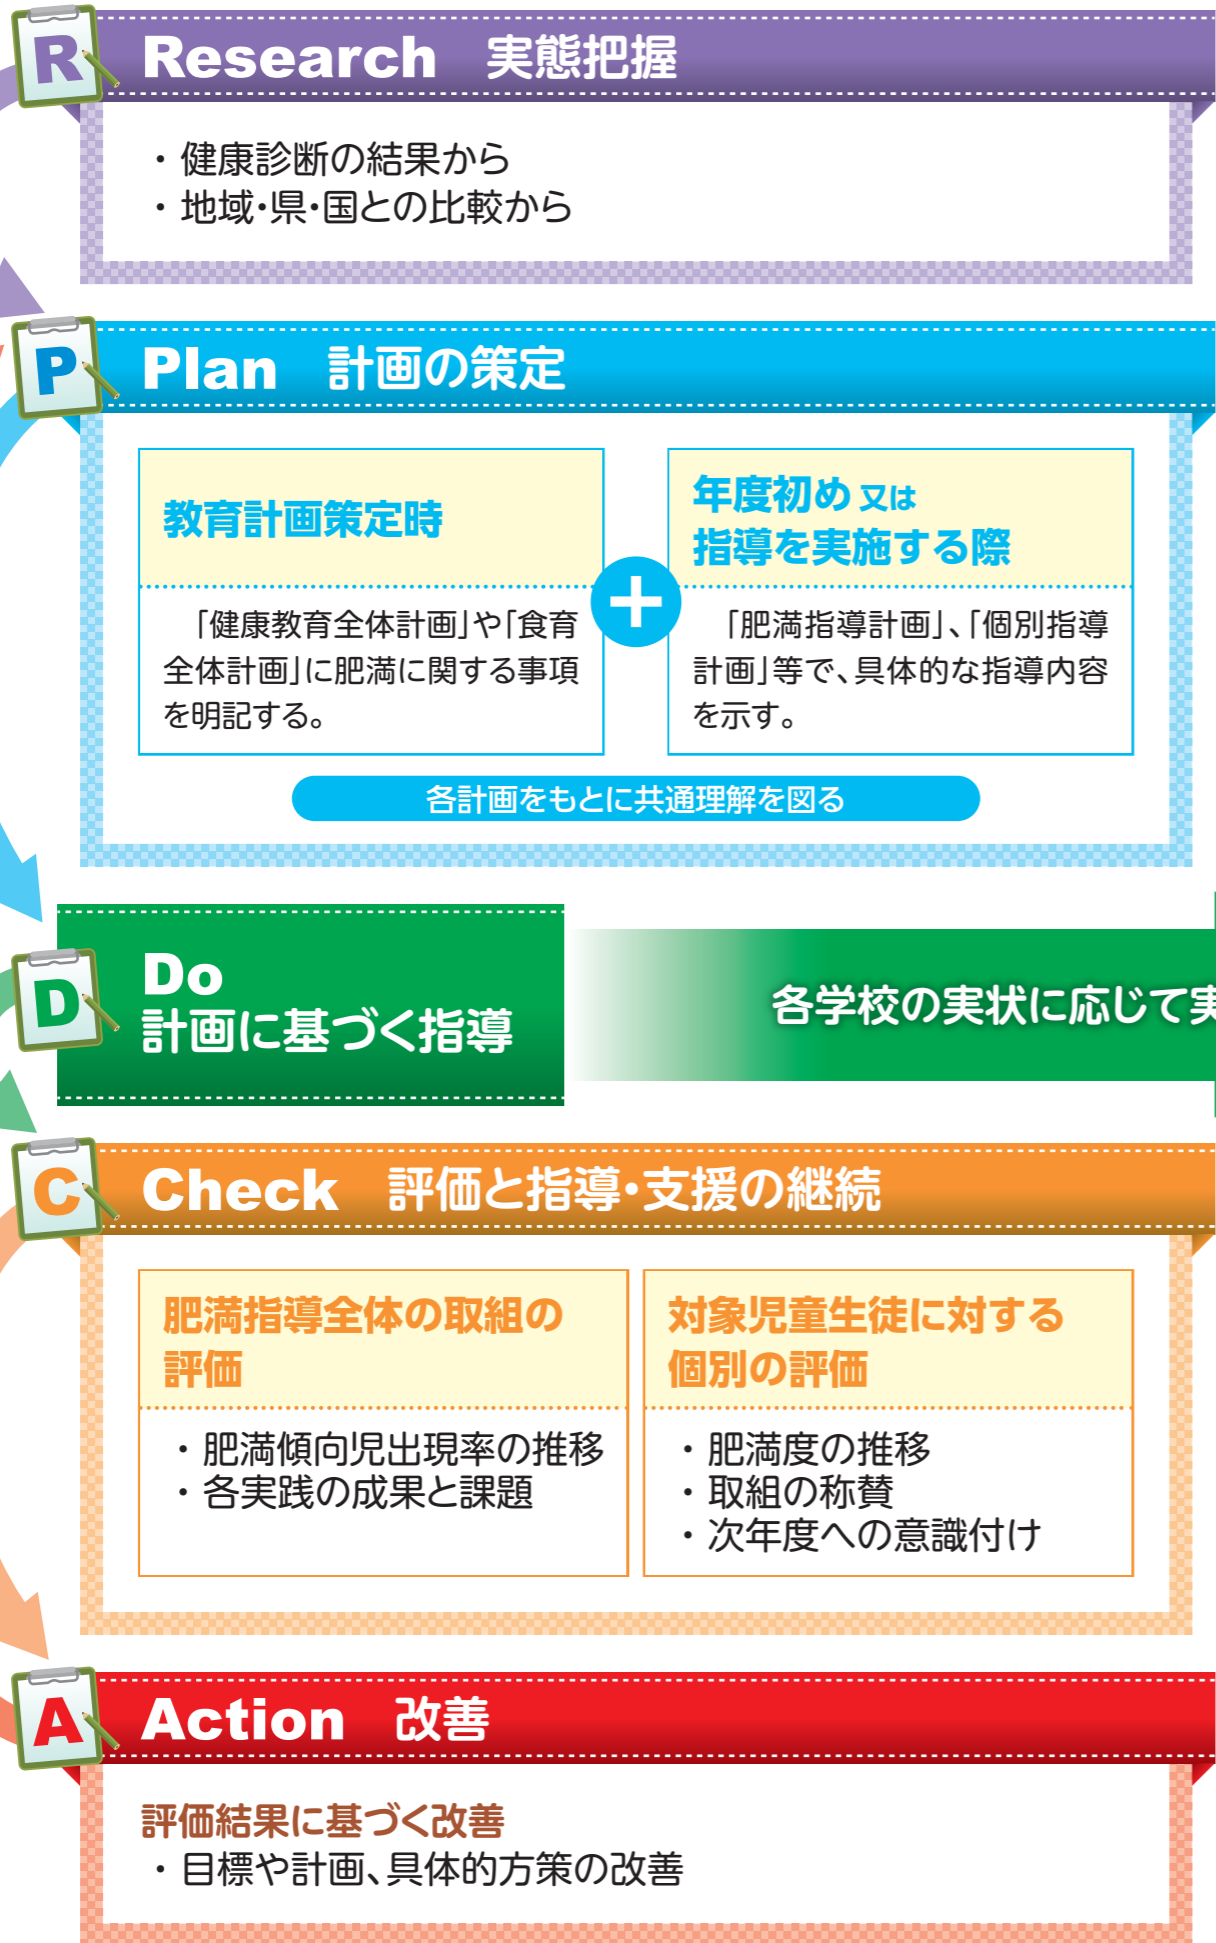 R
Research 実態把握
・健康診断の結果から
・地域・県・国との比較から
P
Plan 計画の策定
教育計画策定時
「健康教育全体計画」や「食育
全体計画」に肥満に関する事項
を明記する。
+
年度初め 又は
指導を実施する際
「肥満指導計画」、「個別指導
計画」等で、具体的な指導内容
を示す。
各計画をもとに共通理解を図る
D
Do
計画に基づく指導
各学校の実状に応じて実
C
Check 評価と指導・支援の継続
肥満指導全体の取組の
評価
・肥満傾向児出現率の推移
・各実践の成果と課題
対象児童生徒に対する
個別の評価
・肥満度の推移
・取組の称賛
・次年度への意識付け
A
Action 改善
評価結果に基づく改善
・目標や計画、具体的方策の改善